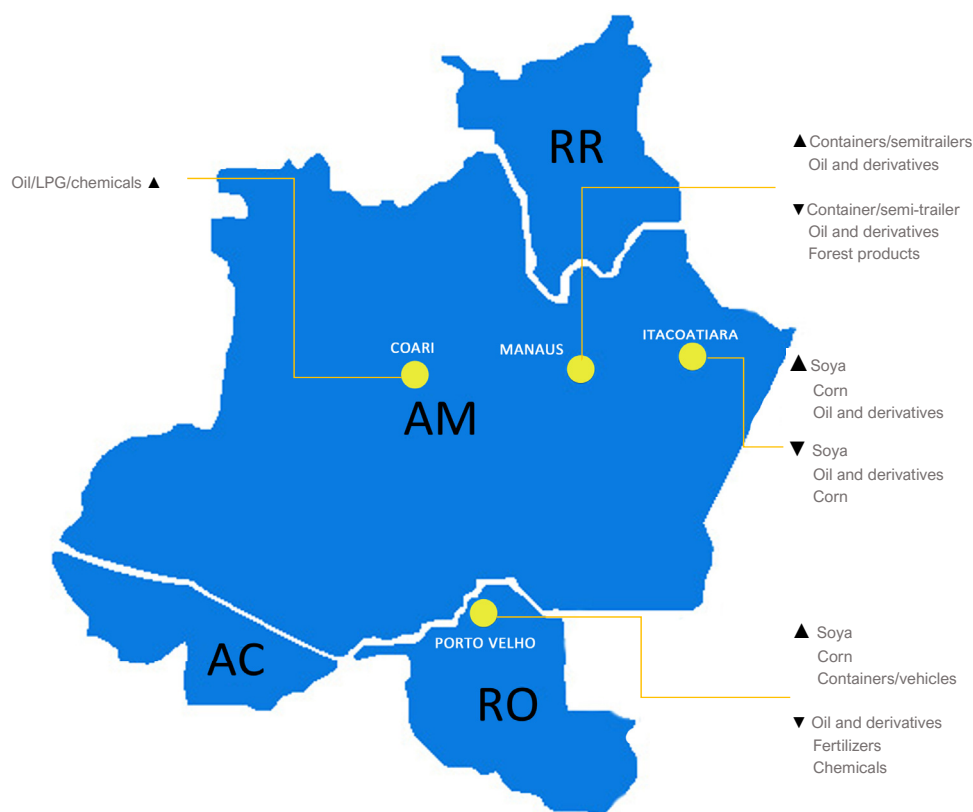 RR
▲ Containers/semitrailers
Oil and derivatives
Oil/LPG/chemicals ▲
▼ Container/semi-trailer
Oil and derivatives
Forest products
COARI
MANAUS
ITACOATIARA
AM
▲ Soya
Corn
Oil and derivatives
▼ Soya
Oil and derivatives
Corn
PORTO VELHO
AC
RO
▲ Soya
Corn
Containers/vehicles
▼ Oil and derivatives
Fertilizers
Chemicals